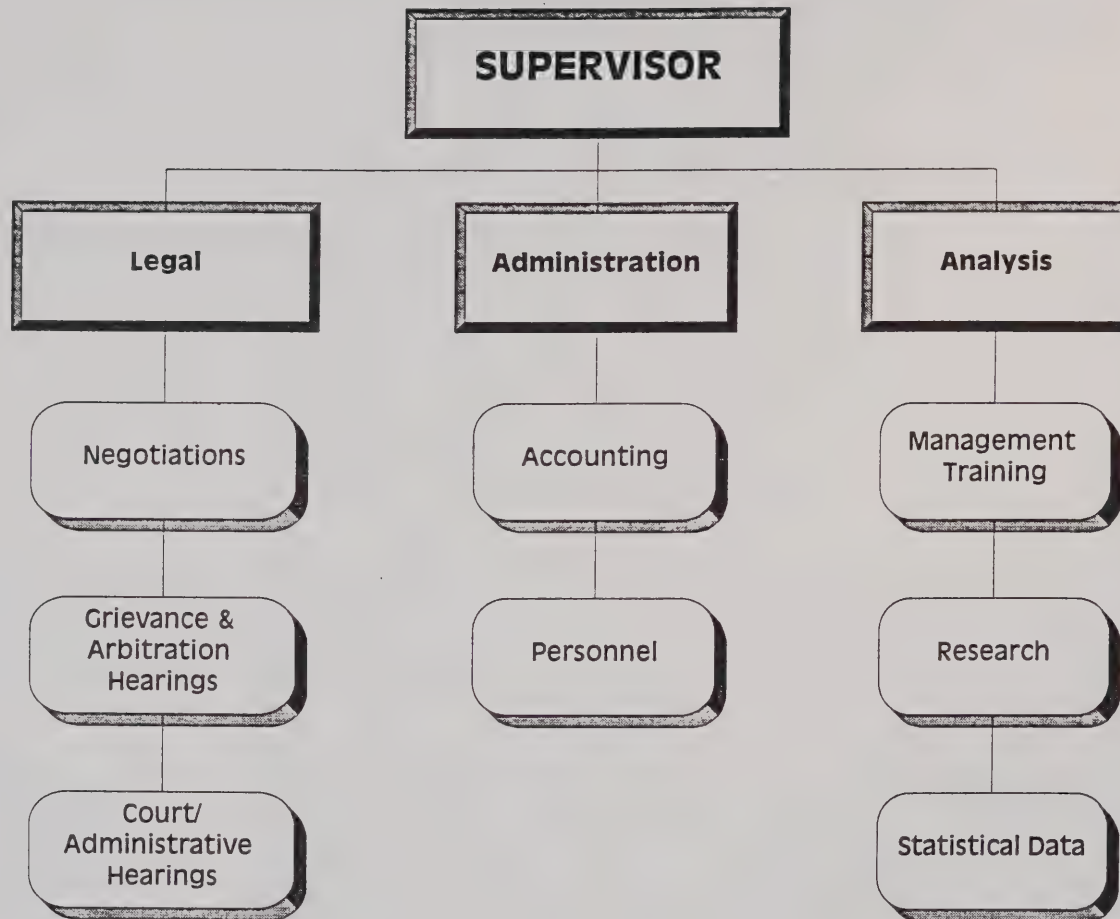 SUPERVISOR
Legal
Administration
Analysis
Negotiations
Accounting
Management
Training
Grievance &
Arbitration
Hearings
Personnel
Research
Court/
Administrative
Hearings
Statistical Data